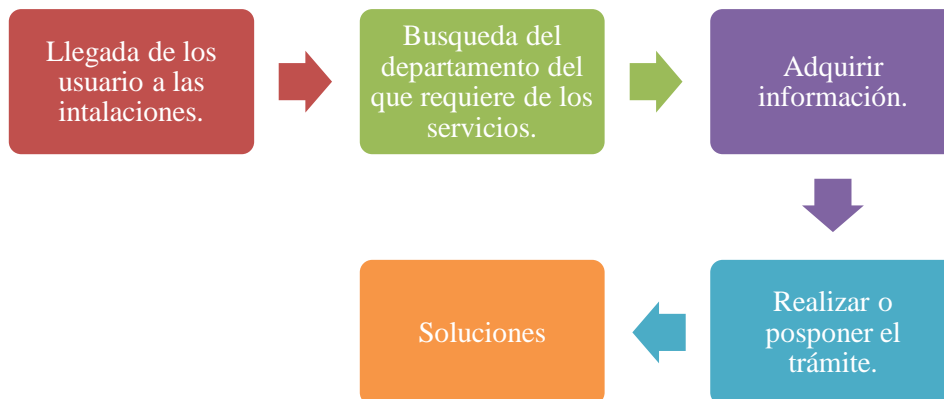 Llegada de los
usuario a las
intalaciones.
Busqueda del
departamento del
que requiere de los
servicios.
Adquirir
información.
Realizar o
posponer el
trámite.
Soluciones